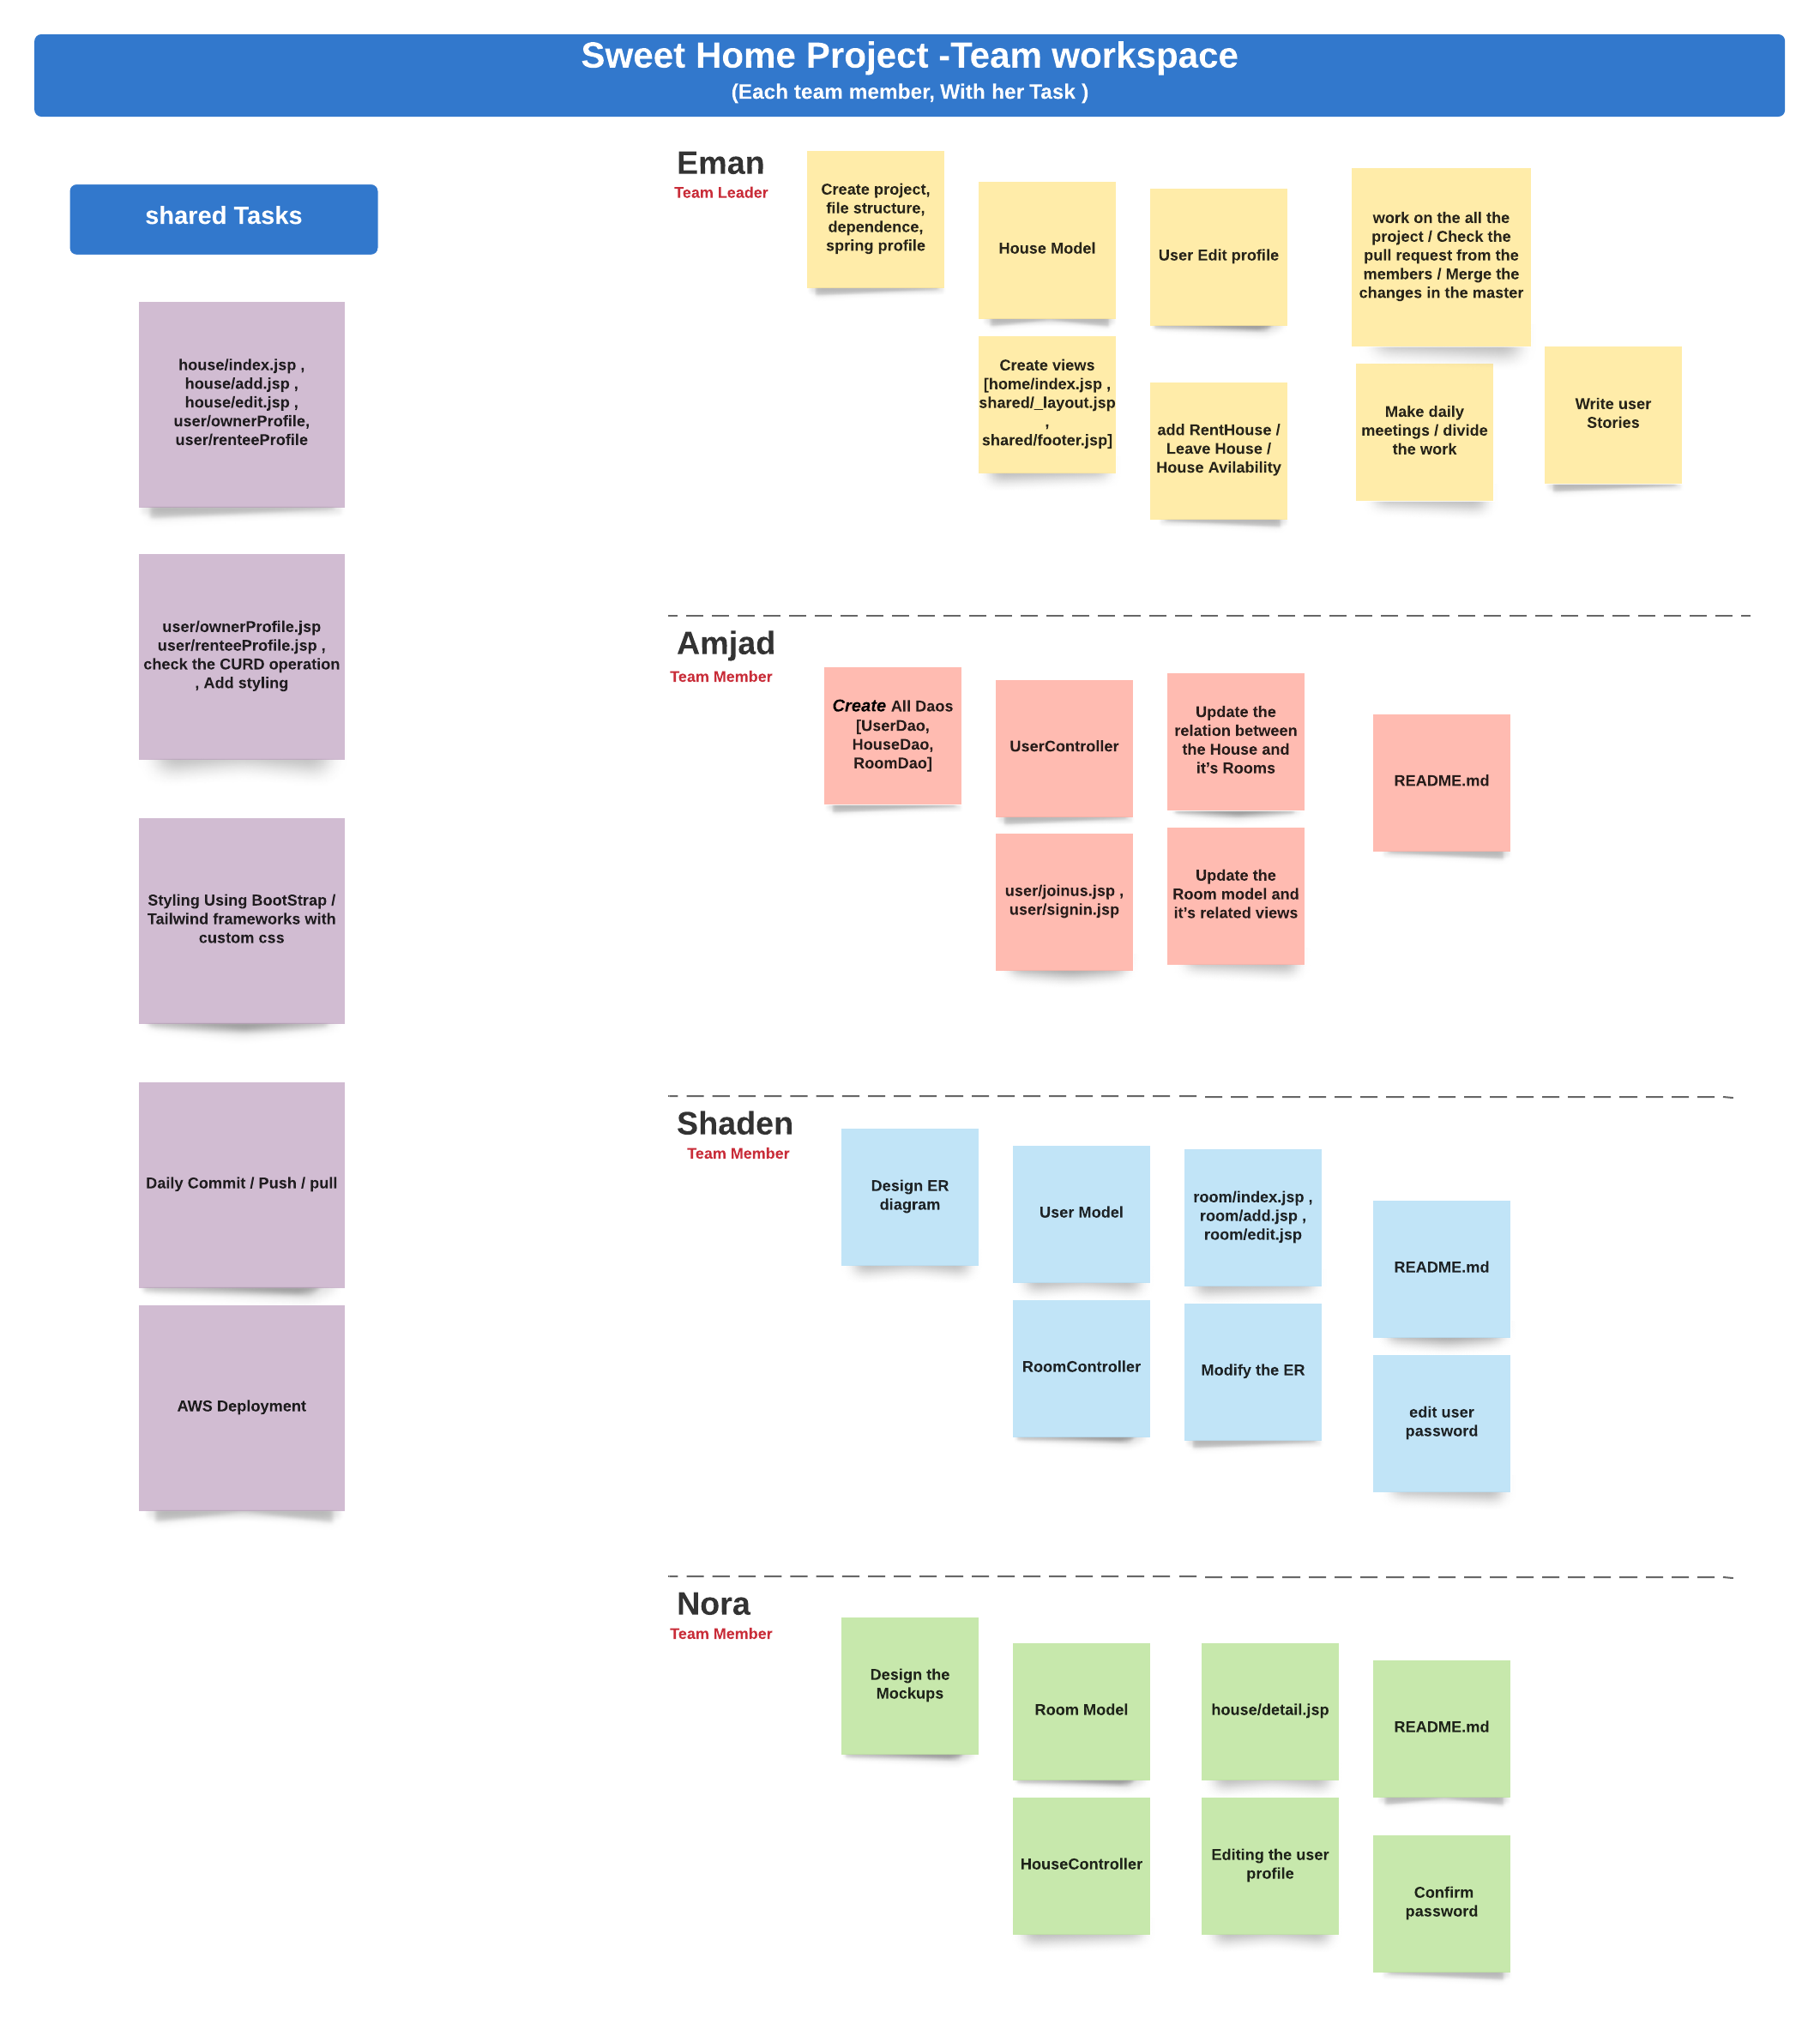 Sweet Home Project -Team workspace
(Each team member, With her Task )
shared Tasks
house/index.jsp ,
house/add.jsp ,
house/edit.jsp ,
user/ownerProfile,
user/renteeProfile
user/ownerProfile.jsp
user/renteeProfile.jsp ,
check the CURD operation
, Add styling
Styling Using BootStrap /
Tailwind frameworks with
custom css
Daily Commit / Push / pull
AWS Deployment
Eman
Team Leader
Create project,
file structure,
dependence,
spring profile
House Model
User Edit profile
work on the all the
project / Check the
pull request from the
members / Merge the
changes in the master
Create views
[home/index.jsp ,
shared/_layout.jsp
,
shared/footer.jsp]
add RentHouse /
Leave House /
House Avilability
Make daily
meetings / divide
the work
Write user
Stories
Amjad
Team Member
Create All Daos
[UserDao,
HouseDao,
RoomDao]
UserController
Update the
relation between
the House and
it’s Rooms
README.md
user/joinus.jsp ,
user/signin.jsp
Update the
Room model and
it’s related views
Shaden
Team Member
Design ER
diagram
User Model
room/index.jsp ,
room/add.jsp ,
room/edit.jsp
README.md
RoomController
Modify the ER
edit user
password
Nora
Team Member
Design the
Mockups
Room Model
house/detail.jsp
README.md
HouseController
Editing the user
profile
Confirm
password